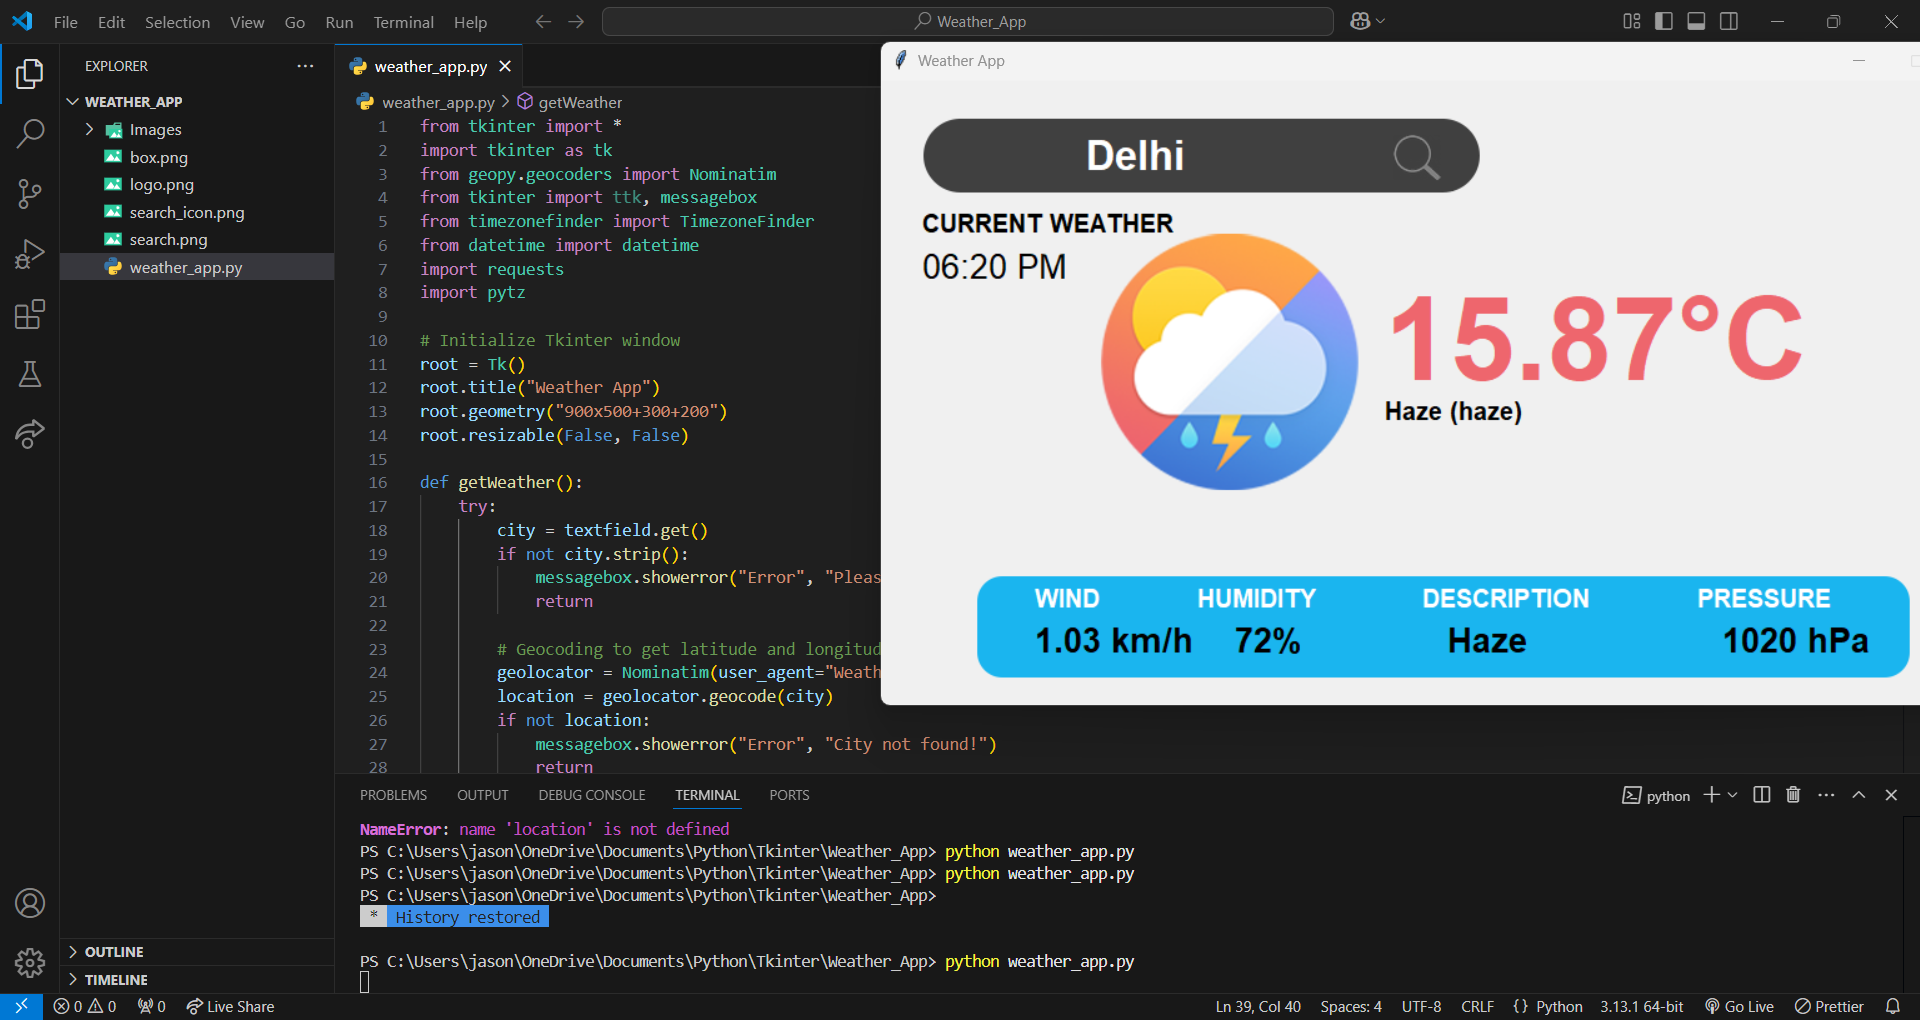 File Edit Selection View Go Run Terminal Help
Weather_App
EXPLORER
WEATHER_APP
Images
box.png
logo.png
search_icon.png
search.png
weather_app.py
OUTLINE
TIMELINE
weather_app.py
weather_app.py > getWeather
1 from tkinter import *
2 import tkinter as tk
3 from geopy.geocoders import Nominatim
4 from tkinter import ttk, messagebox
5 from timezonefinder import TimezoneFinder
6 from datetime import datetime
7 import requests
8 import pytz
9
10 # Initialize Tkinter window
11 root = Tk()
12 root.title("Weather App")
13 root.geometry("900x500+300+200")
14 root.resizable(False, False)
15
16 def getWeather():
17 try:
18 city = textfield.get()
19 if not city.strip():
20 messagebox.showerror("Error", "Pleas
21 return
22
23 # Geocoding to get latitude and longitud
24 geolocator = Nominatim(user_agent="Weath
25 location = geolocator.geocode(city)
26 if not location:
27 messagebox.showerror("Error", "City not found!")
28 return
Weather App
Delhi
CURRENT WEATHER
06:20 PM
15.87°C
Haze (haze)
WIND HUMIDITY DESCRIPTION PRESSURE
1.03 km/h 72% Haze 1020 hPa
PROBLEMS OUTPUT DEBUG CONSOLE TERMINAL PORTS
python
NameError: name 'location' is not defined
PS C:\Users\jason\OneDrive\Documents\Python\Tkinter\Weather_App> python weather_app.py
PS C:\Users\jason\OneDrive\Documents\Python\Tkinter\Weather_App> python weather_app.py
PS C:\Users\jason\OneDrive\Documents\Python\Tkinter\Weather_App>
* History restored
PS C:\Users\jason\OneDrive\Documents\Python\Tkinter\Weather_App> python weather_app.py
0 0 0 Live Share
Ln 39, Col 40 Spaces: 4 UTF-8 CRLF {} Python 3.13.1 64-bit Go Live Prettier